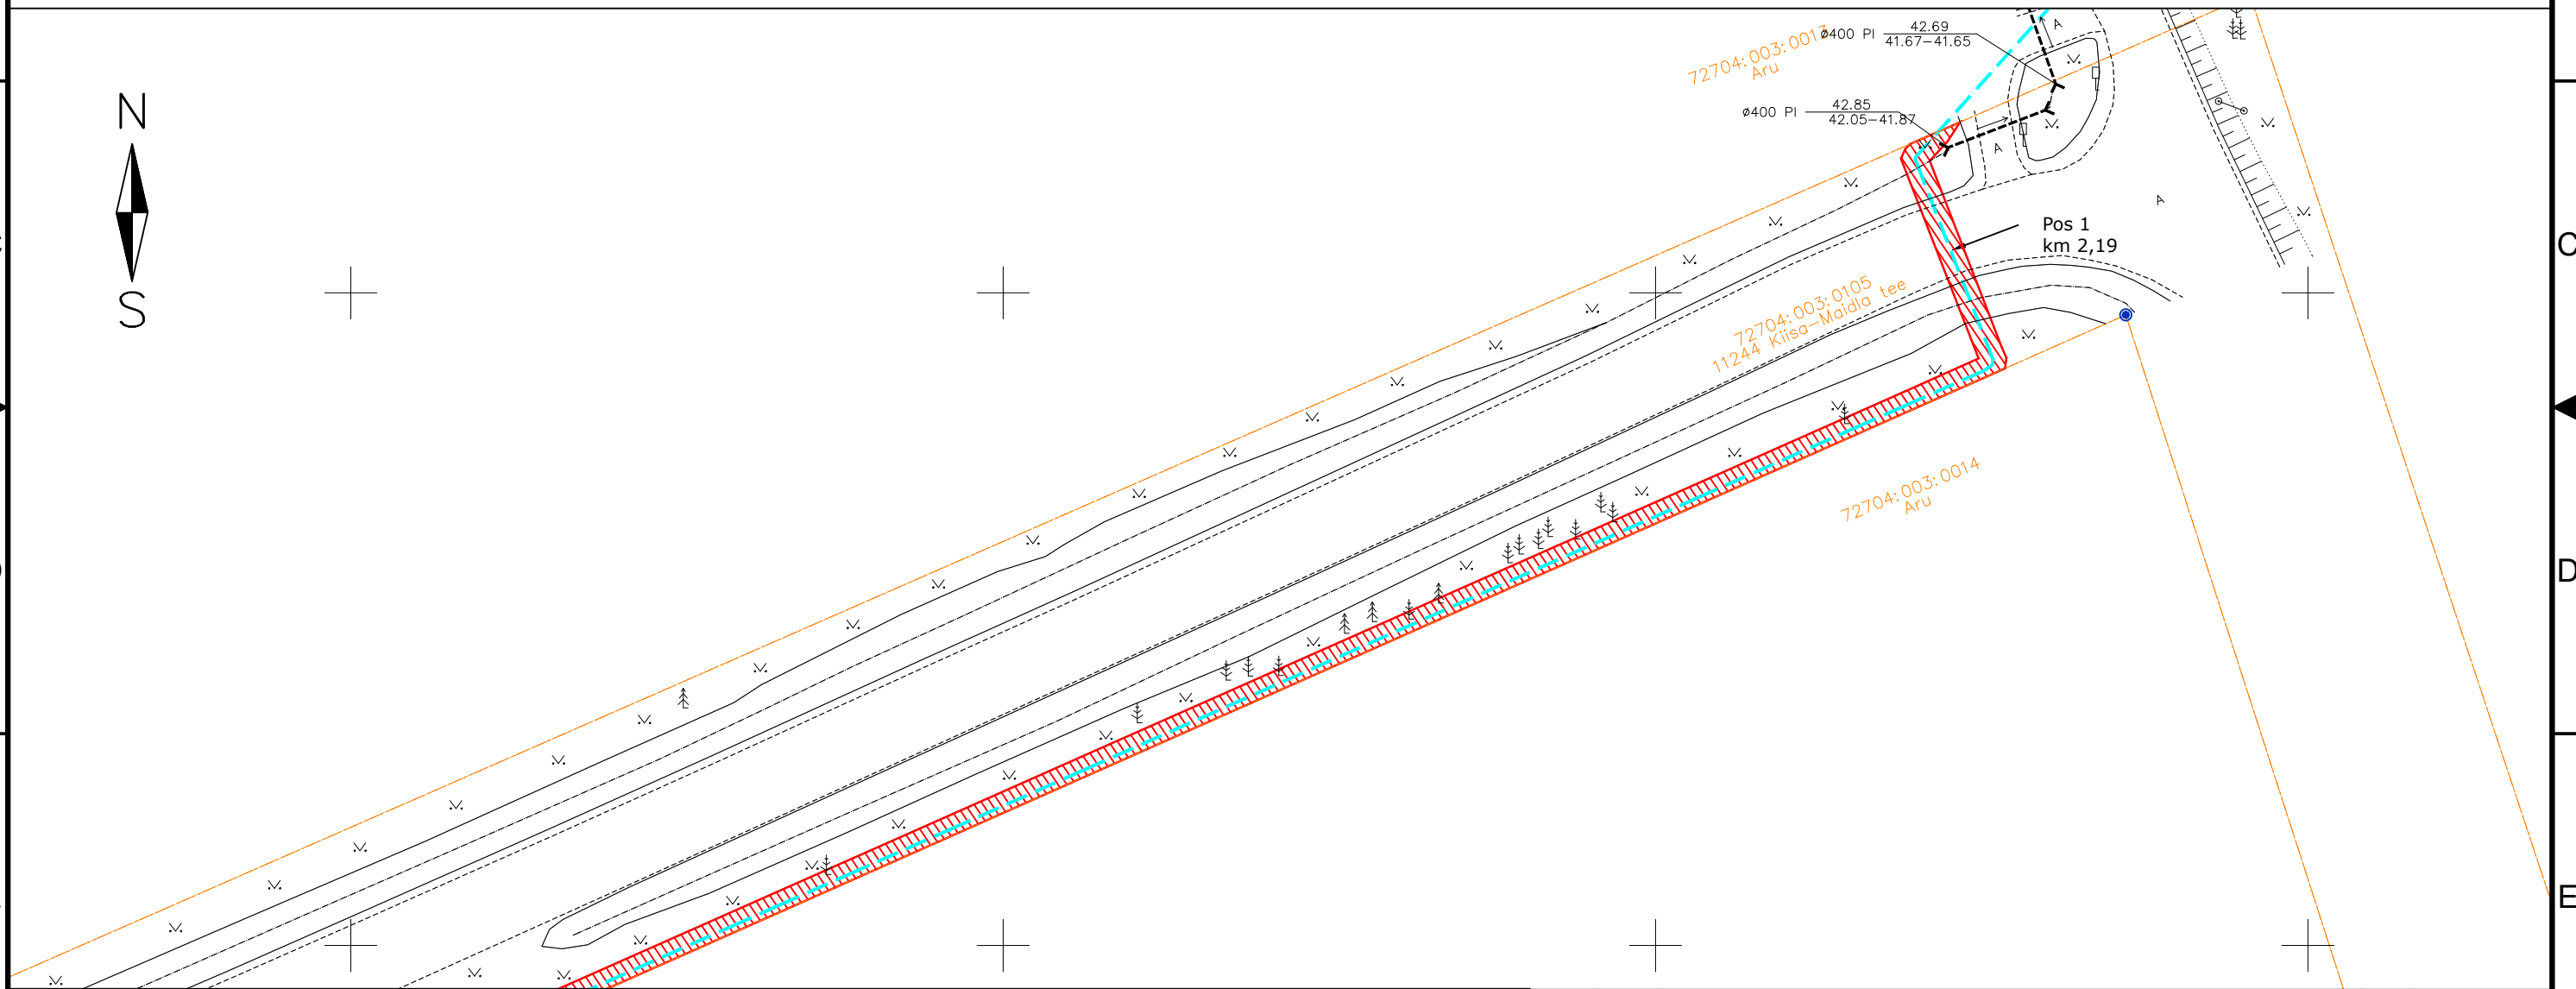 N
S
72704:003:0013
Aru
ø400 PI
42.69
41.67-41.65
ø400 PI
42.85
42.05-41.87
A
A
A
Pos 1
km 2,19
72704:003:0105
11244 Kiisa-Maidla tee
72704:003:0014
Aru
C
D
E